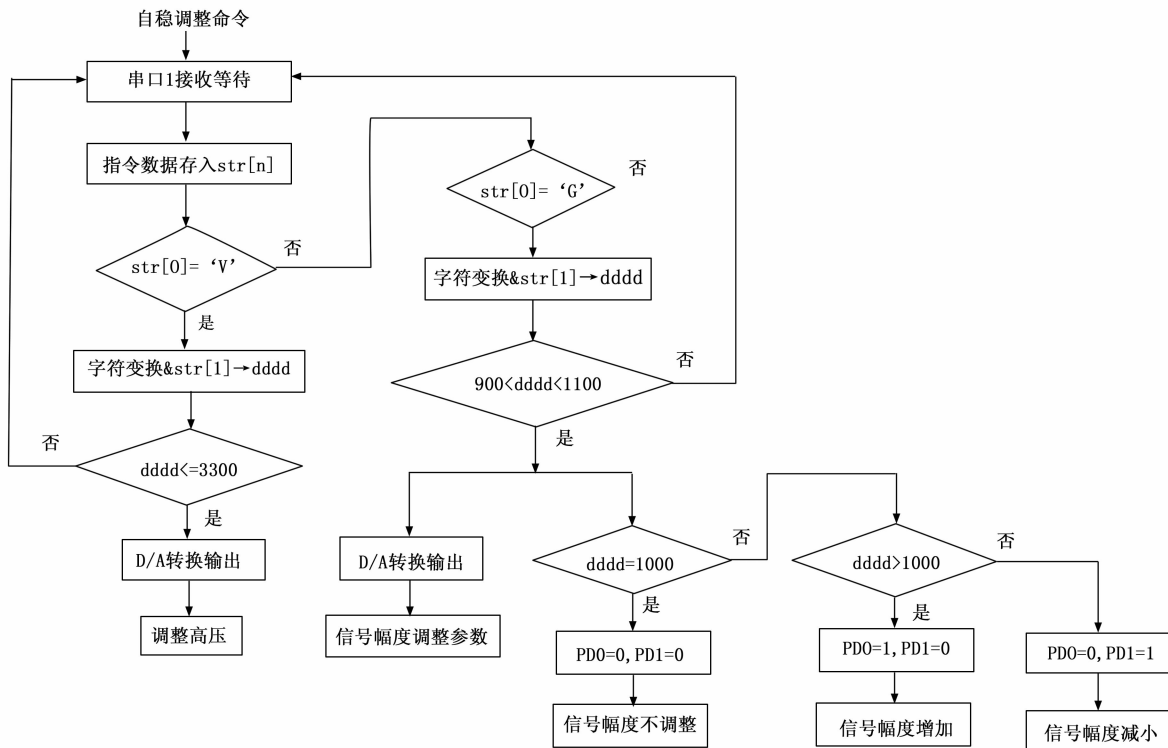 自稳调整命令
串口1接收等待
指令数据存入str[n]
str[0]= ‘V’
否
是
字符变换&str[1]→dddd
否
dddd<=3300
是
D/A转换输出
调整高压
str[0]= ‘G’
否
字符变换&str[1]→dddd
900<dddd<1100
否
是
D/A转换输出
信号幅度调整参数
dddd=1000
否
是
PD0=0,PD1=0
信号幅度不调整
dddd>1000
否
是
PD0=1,PD1=0
信号幅度增加
PD0=0,PD1=1
信号幅度减小